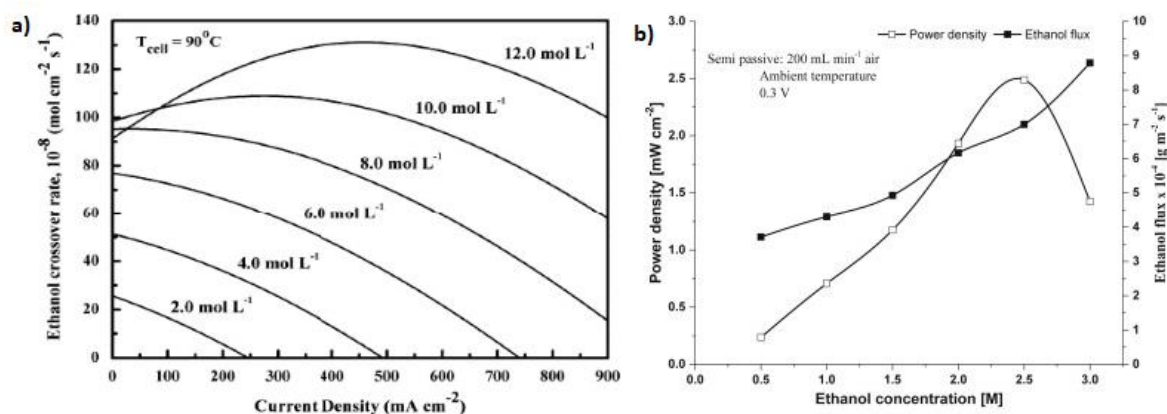 a)
T cell = 90°C
12.0 mol L-1
10.0 mol L-1
8.0 mol L-1
6.0 mol L-1
4.0 mol L-1
2.0 mol L-1
Ethanol crossover rate, 10-8 (mol cm-2 s-1)
140
120
100
80
60
40
20
0
0 100 200 300 400 500 600 700 800 900
Current Density (mA cm-2)
b)
Power density Ethanol flux
Semi passive: 200 mL min-1 air
Ambient temperature
0.3 V
Power density [mW cm-2]
3.0
2.5
2.0
1.5
1.0
0.5
0.0
Ethanol flux x 10-4 [g m-2 s-1]
10
9
8
7
6
5
4
3
2
1
0
0.5 1.0 1.5 2.0 2.5 3.0
Ethanol concentration [M]